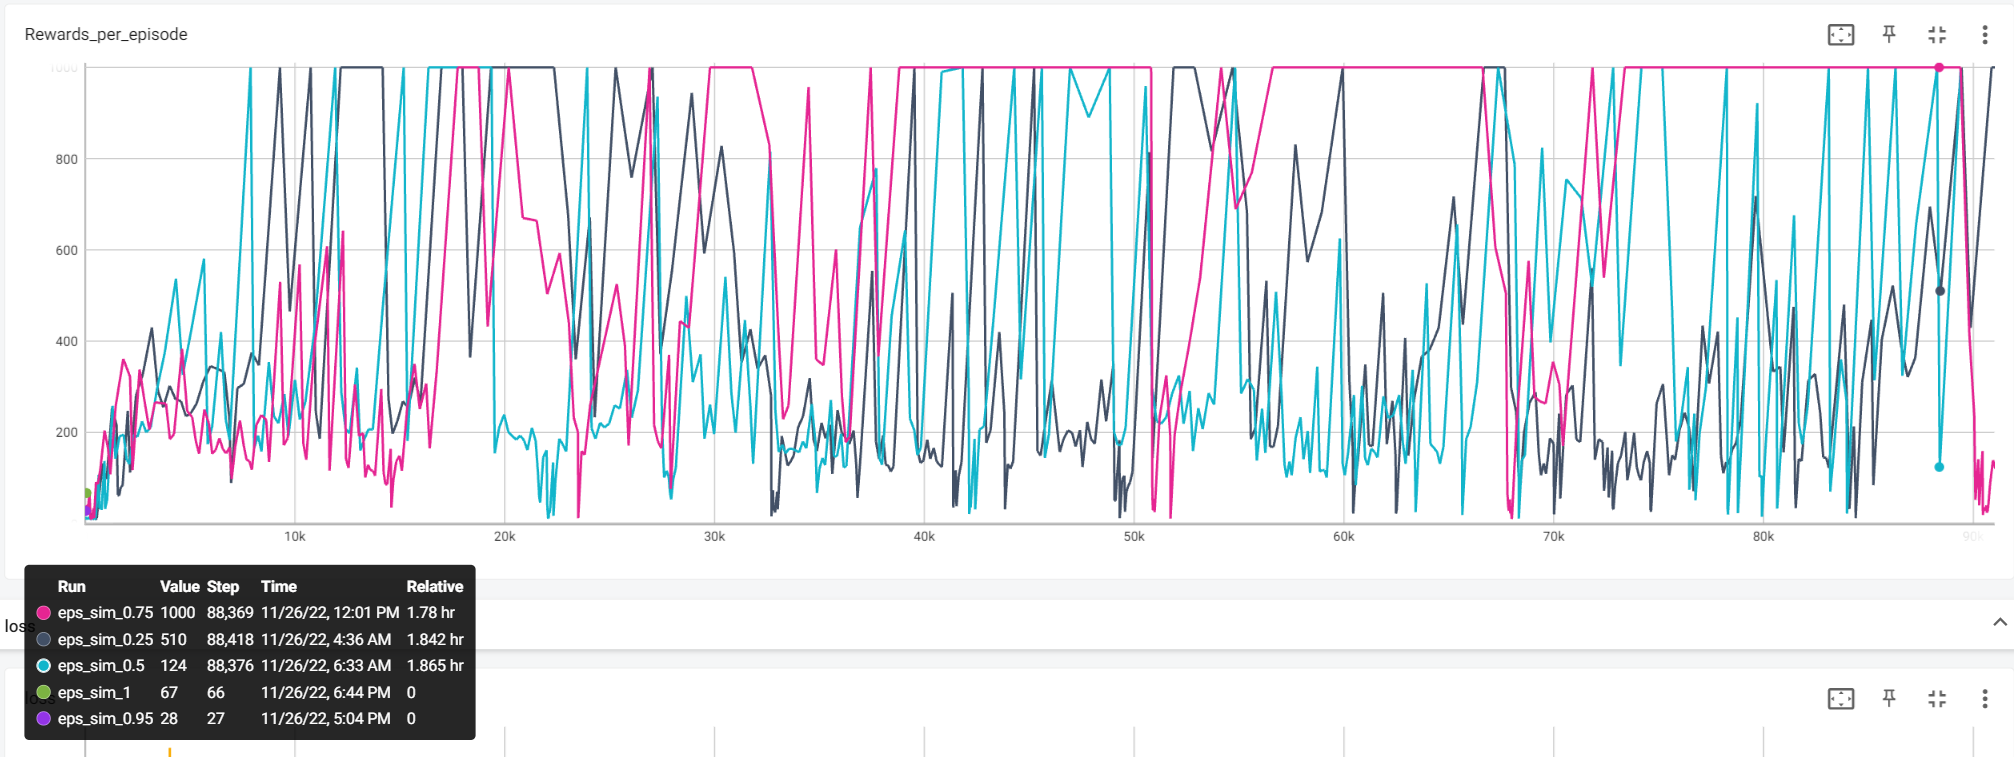 Rewards_per_episode
1000
800
600
400
200
10k 20k 30k 40k 50k 60k 70k 80k 90k
Run Value Step Time Relative
eps_sim_0.75 1000 88,369 11/26/22, 12:01 PM 1.78 hr
loss
eps_sim_0.25 510 88,418 11/26/22, 4:36 AM 1.842 hr
eps_sim_0.5 124 88,376 11/26/22, 6:33 AM 1.865 hr
loss
eps_sim_1 67 66 11/26/22, 6:44 PM 0
eps_sim_0.95 28 27 11/26/22, 5:04 PM 0